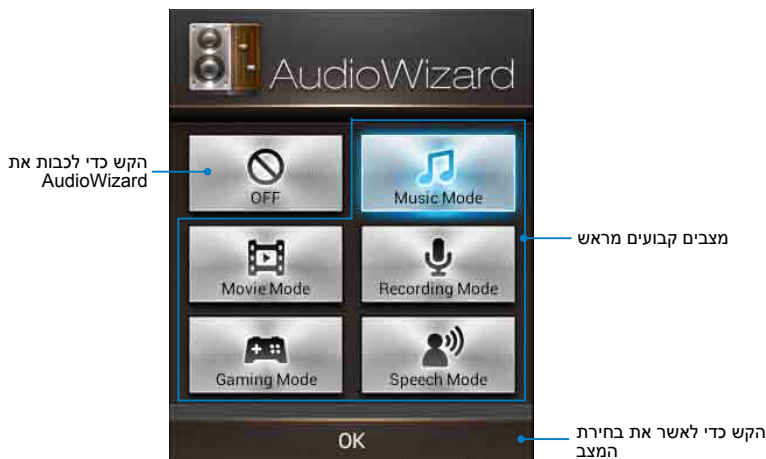 AudioWizard
הקש כדי לכבות את
AudioWizard
OFF
Music Mode
מצבים קבועים מראש
Movie Mode
Recording Mode
Gaming Mode
Speech Mode
OK
הקש כדי לאשר את בחירת
המצב